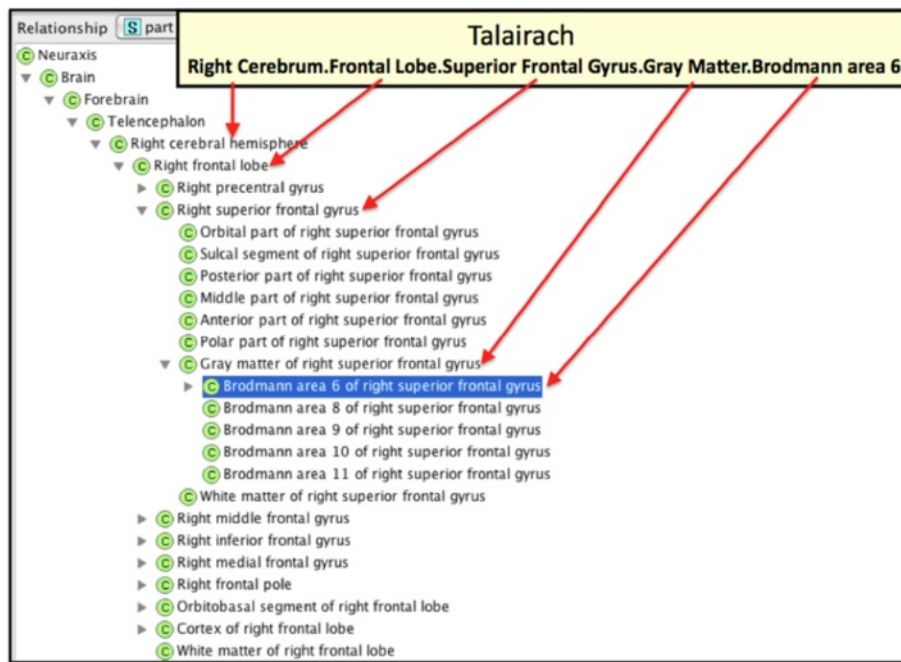 Relationship S part
Talairach
Right Cerebrum.Frontal Lobe.Superior Frontal Gyrus.Gray Matter.Brodmann area 6
C Neuraxis
C Brain
C Forebrain
C Telencephalon
C Right cerebral hemisphere
C Right frontal lobe
C Right precentral gyrus
C Right superior frontal gyrus
C Orbital part of right superior frontal gyrus
C Sulcal segment of right superior frontal gyrus
C Posterior part of right superior frontal gyrus
C Middle part of right superior frontal gyrus
C Anterior part of right superior frontal gyrus
C Polar part of right superior frontal gyrus
C Gray matter of right superior frontal gyrus
C Brodmann area 6 of right superior frontal gyrus
C Brodmann area 8 of right superior frontal gyrus
C Brodmann area 9 of right superior frontal gyrus
C Brodmann area 10 of right superior frontal gyrus
C Brodmann area 11 of right superior frontal gyrus
C White matter of right superior frontal gyrus
C Right middle frontal gyrus
C Right inferior frontal gyrus
C Right medial frontal gyrus
C Right frontal pole
C Orbitobasal segment of right frontal lobe
C Cortex of right frontal lobe
C White matter of right frontal lobe